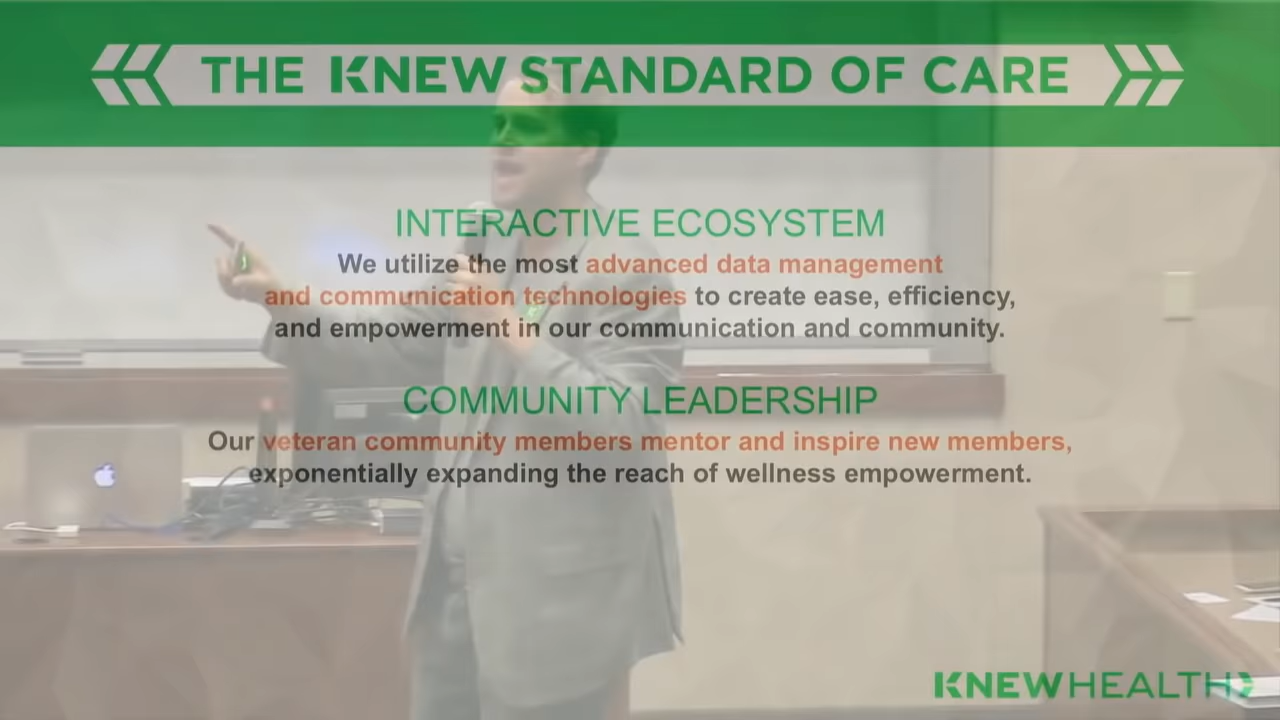 THE KNEW STANDARD OF CARE
INTERACTIVE ECOSYSTEM
We utilize the most advanced data management
and communication technologies to create ease, efficiency,
and empowerment in our communication and community.
COMMUNITY LEADERSHIP
Our veteran community members mentor and inspire new members,
exponentially expanding the reach of wellness empowerment.
KNEWHEALTH